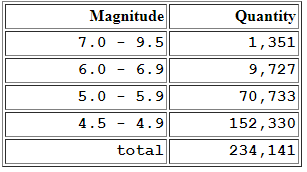 Magnitude Quantity
7.0 - 9.5 1,351
6.0 - 6.9 9,727
5.0 - 5.9 70,733
4.5 - 4.9 152,330
total 234,141